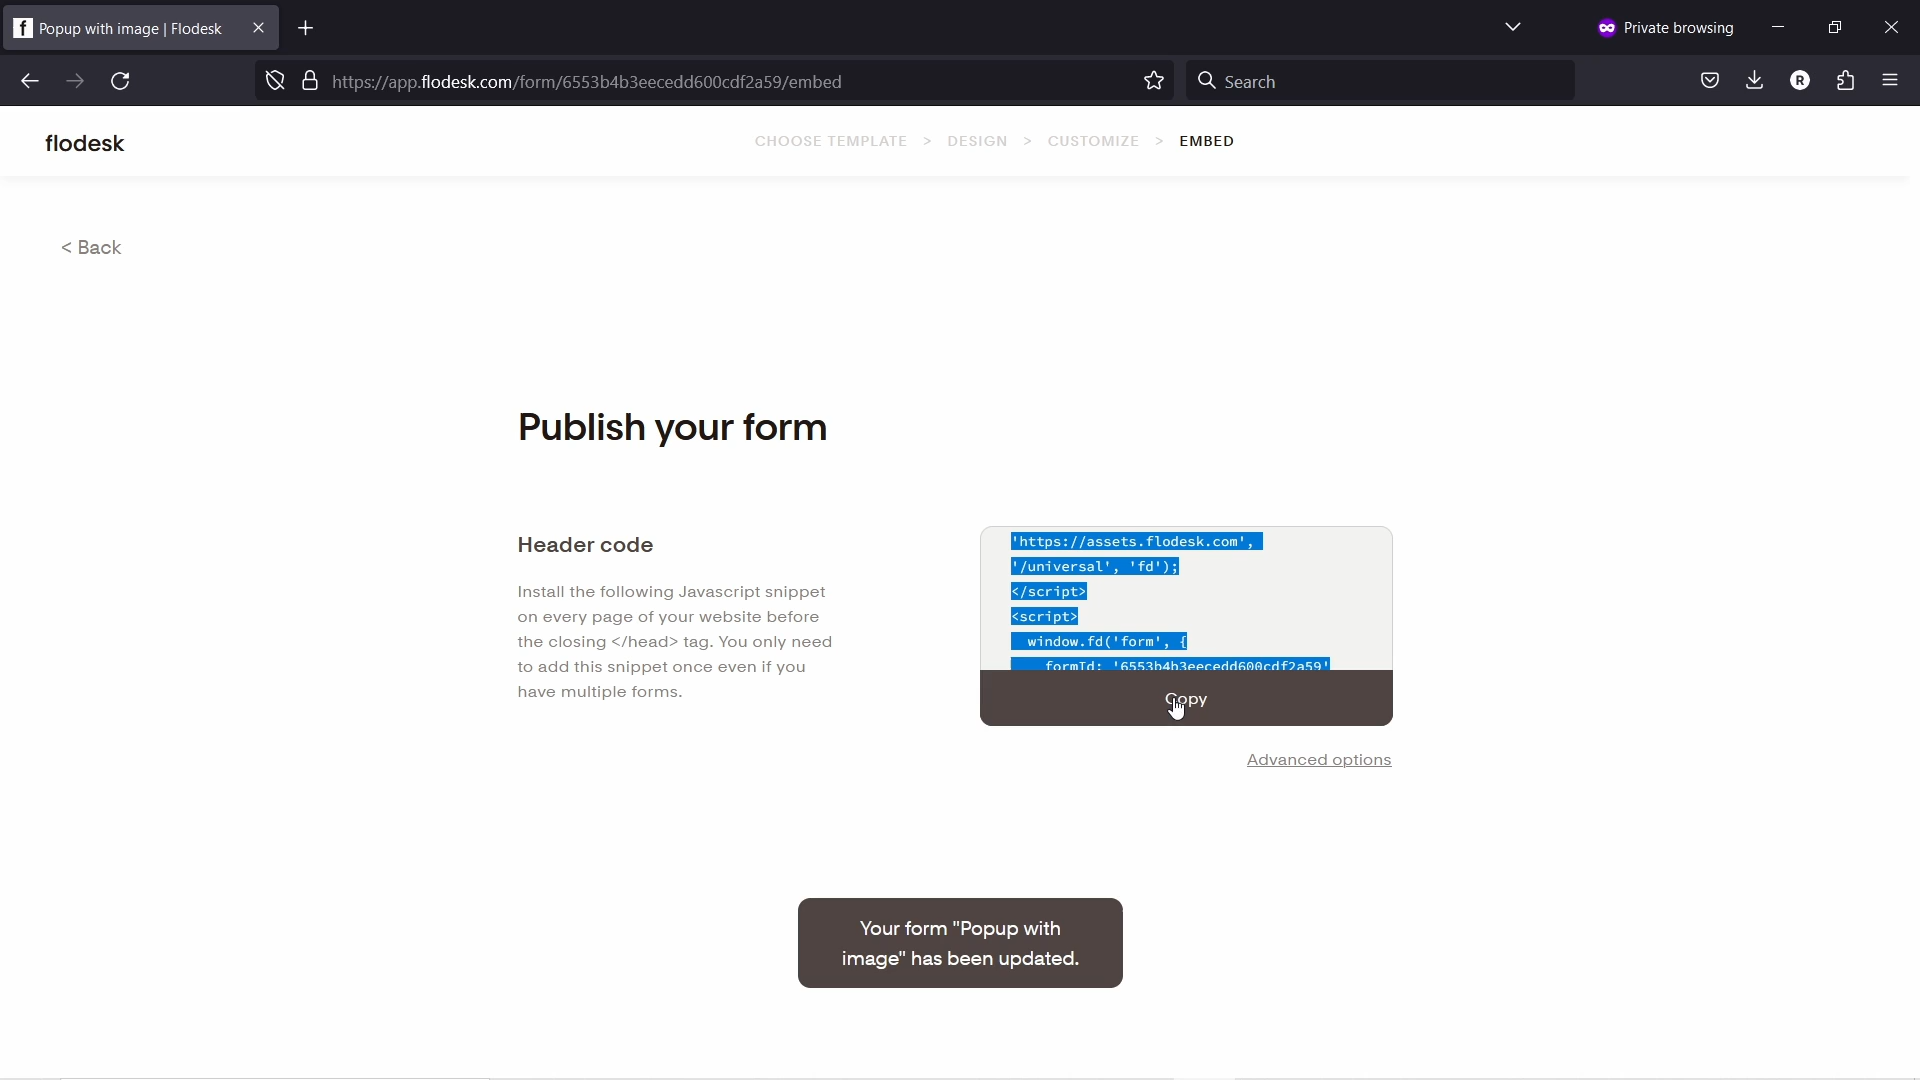 f Popup with image | Flodesk
Private browsing
https://app.flodesk.com/form/6553b4b3eecedd600cdf2a59/embed
Search
R
flodesk
CHOOSE TEMPLATE > DESIGN > CUSTOMIZE > EMBED
< Back
Publish your form
Header code
Install the following Javascript snippet
on every page of your website before
the closing </head> tag. You only need
to add this snippet once even if you
have multiple forms.
'https://assets.flodesk.com',
'/universal', 'fd');
</script>
<script>
window.fd('form', {
formId: '6553b4b3eecedd600cdf2a59'
Copy
Advanced options
Your form "Popup with
image" has been updated.